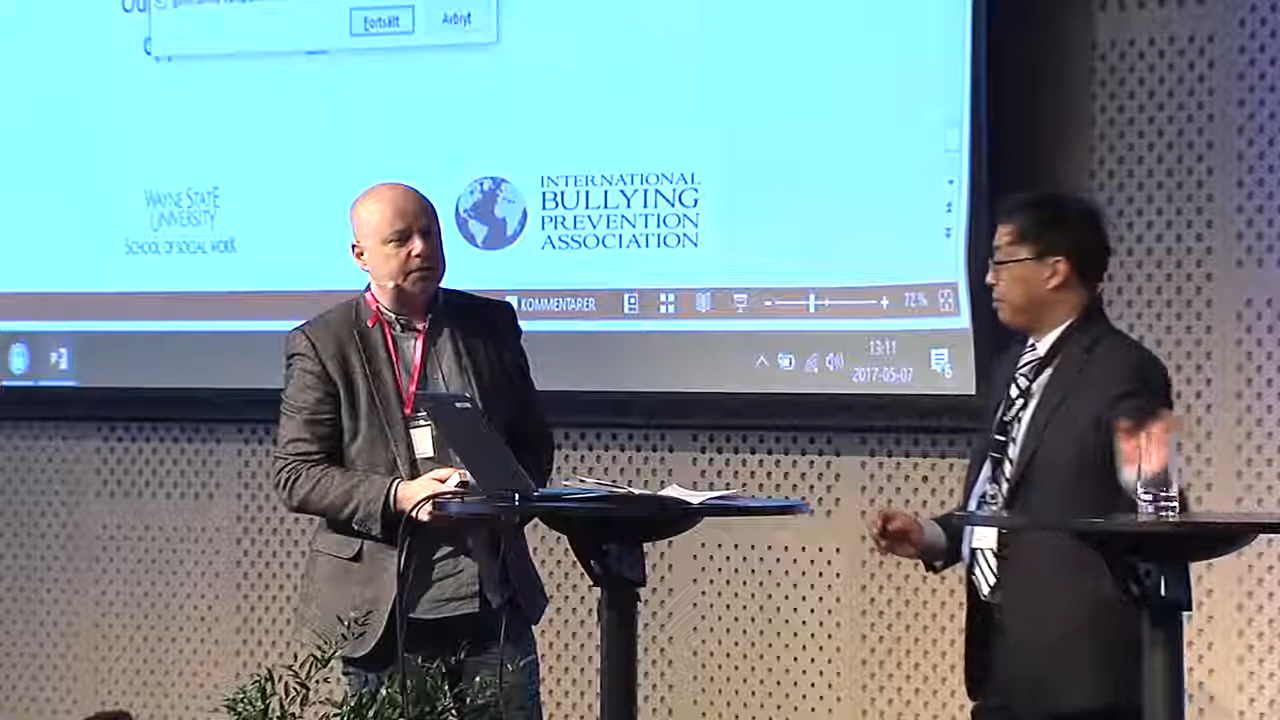 Fortsätt
Avbryt
WAYNE STATE
UNIVERSITY
SCHOOL OF SOCIAL WORK
INTERNATIONAL
BULLYING
PREVENTION
ASSOCIATION
KOMMENTARER
72 %
13:11
2017-05-07
6